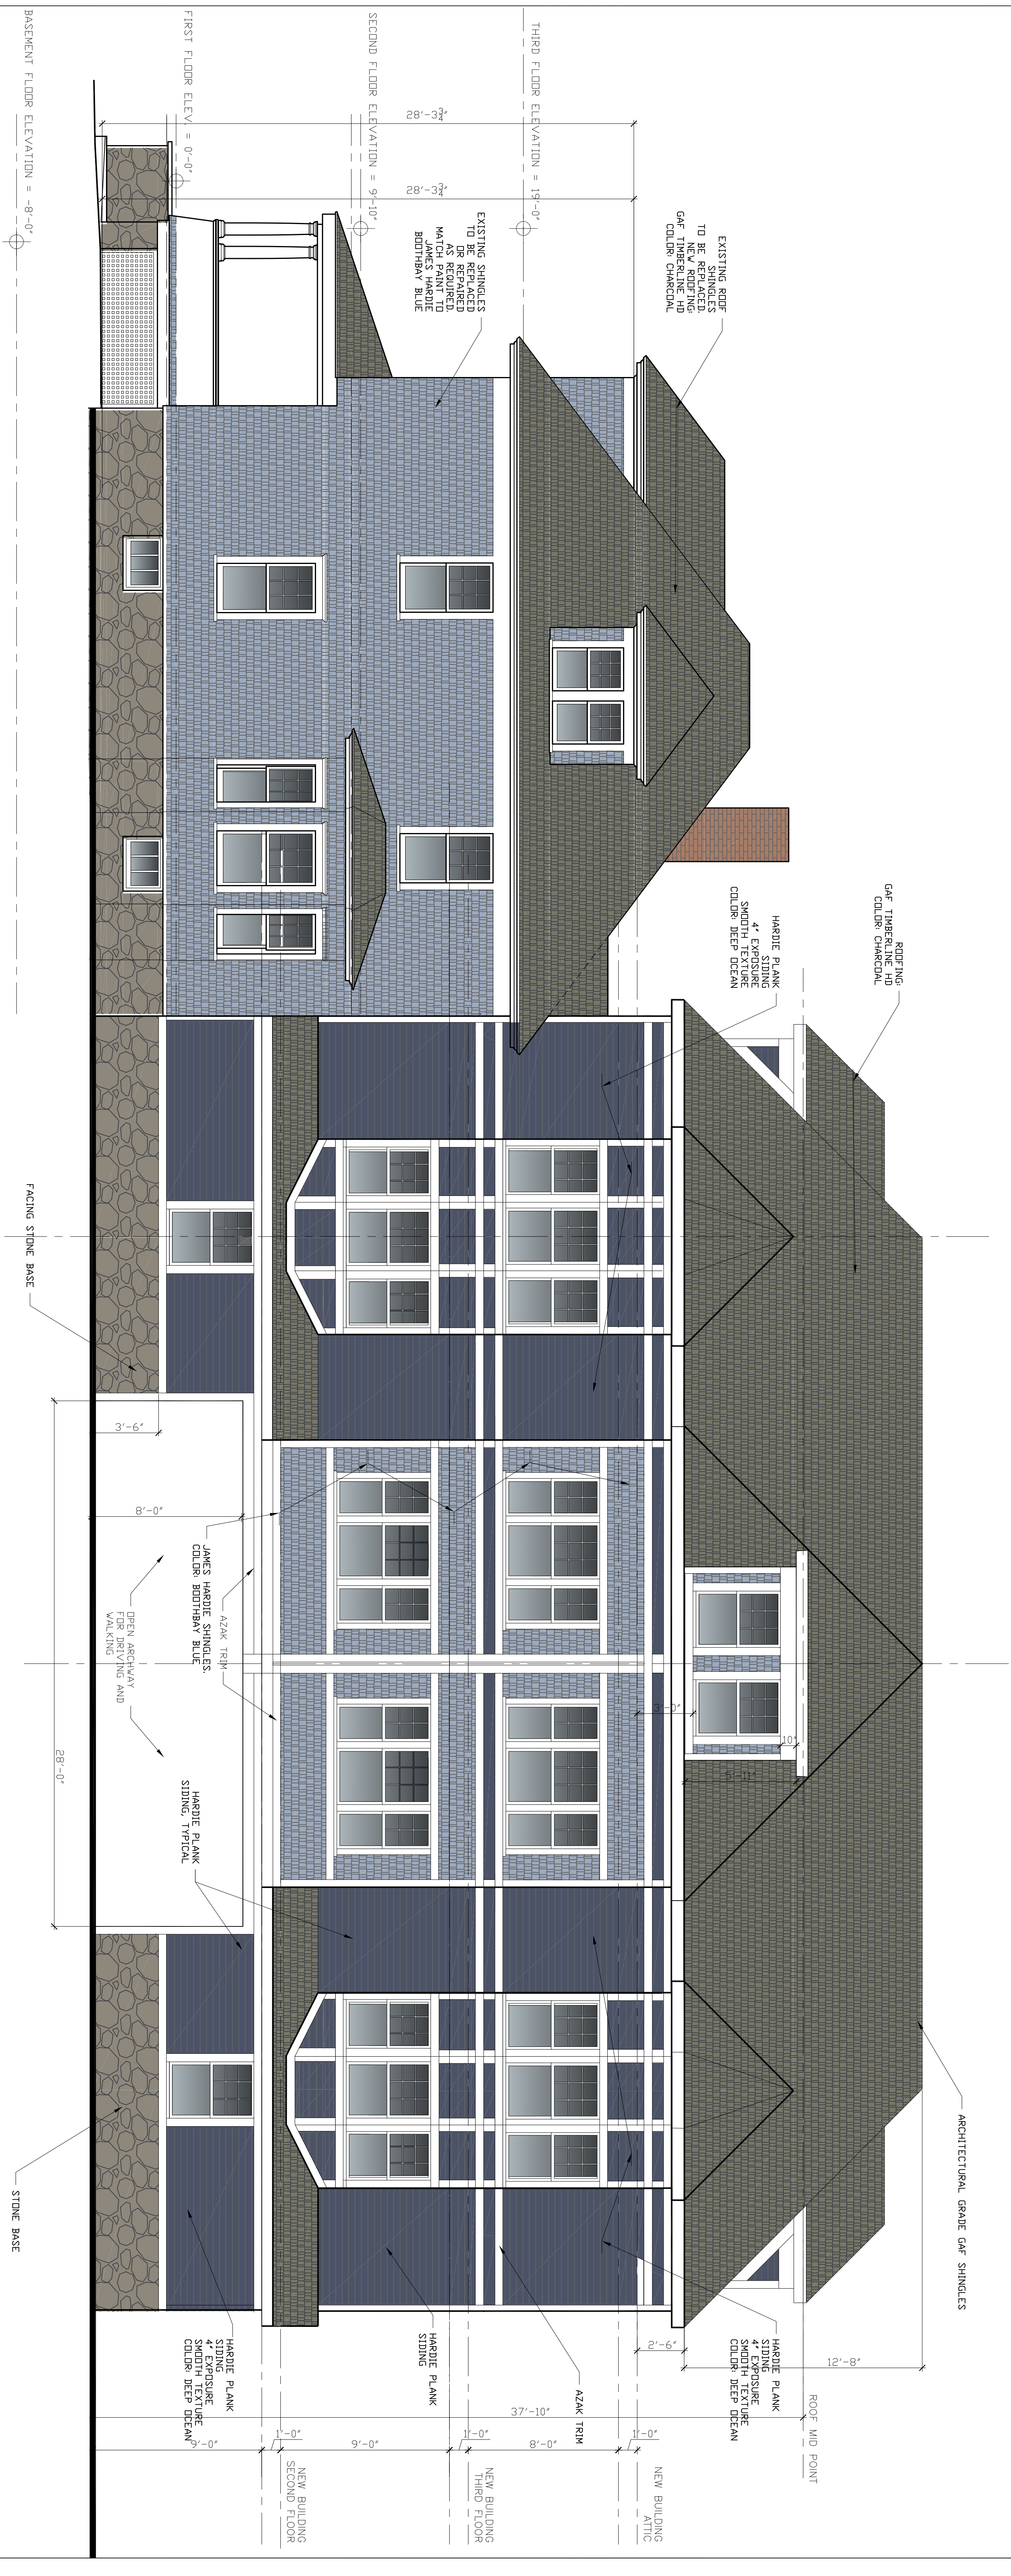 BASEMENT FLOOR ELEVATION = -8'-0"
FIRST FLOOR ELEV. = 0'-0"
SECOND FLOOR ELEVATION = 9'-10"
THIRD FLOOR ELEVATION = 19'-0"
28'-3¾"
28'-3¾"
EXISTING ROOF
SHINGLES
TO BE REPLACED.
NEW ROOFING:
GAF TIMBERLINE HD
COLOR: CHARCOAL
EXISTING SHINGLES
TO BE REPLACED
OR REPAIRED
AS REQUIRED.
MATCH PAINT TO
JAMES HARDIE
BOOTHBAY BLUE
ROOFING:
GAF TIMBERLINE HD
COLOR: CHARCOAL
HARDIE PLANK
SIDING
4" EXPOSURE
SMOOTH TEXTURE
COLOR: DEEP OCEAN
FACING STONE BASE
3'-6"
8'-0"
28'-0"
JAMES HARDIE SHINGLES.
COLOR: BOOTHBAY BLUE
AZAK TRIM
OPEN ARCHWAY
FOR DRIVING AND
WALKING
3'-0"
10"
5'-11"
HARDIE PLANK
SIDING, TYPICAL
ARCHITECTURAL GRADE GAF SHINGLES
STONE BASE
HARDIE PLANK
SIDING
4" EXPOSURE
SMOOTH TEXTURE
COLOR: DEEP OCEAN
HARDIE PLANK
SIDING
AZAK TRIM
HARDIE PLANK
SIDING
4" EXPOSURE
SMOOTH TEXTURE
COLOR: DEEP OCEAN
2'-6"
12'-8"
37'-10"
ROOF MID POINT
9'-0"
1'-0"
9'-0"
1'-0"
8'-0"
1'-0"
NEW BUILDING
SECOND FLOOR
NEW BUILDING
THIRD FLOOR
NEW BUILDING
ATTIC